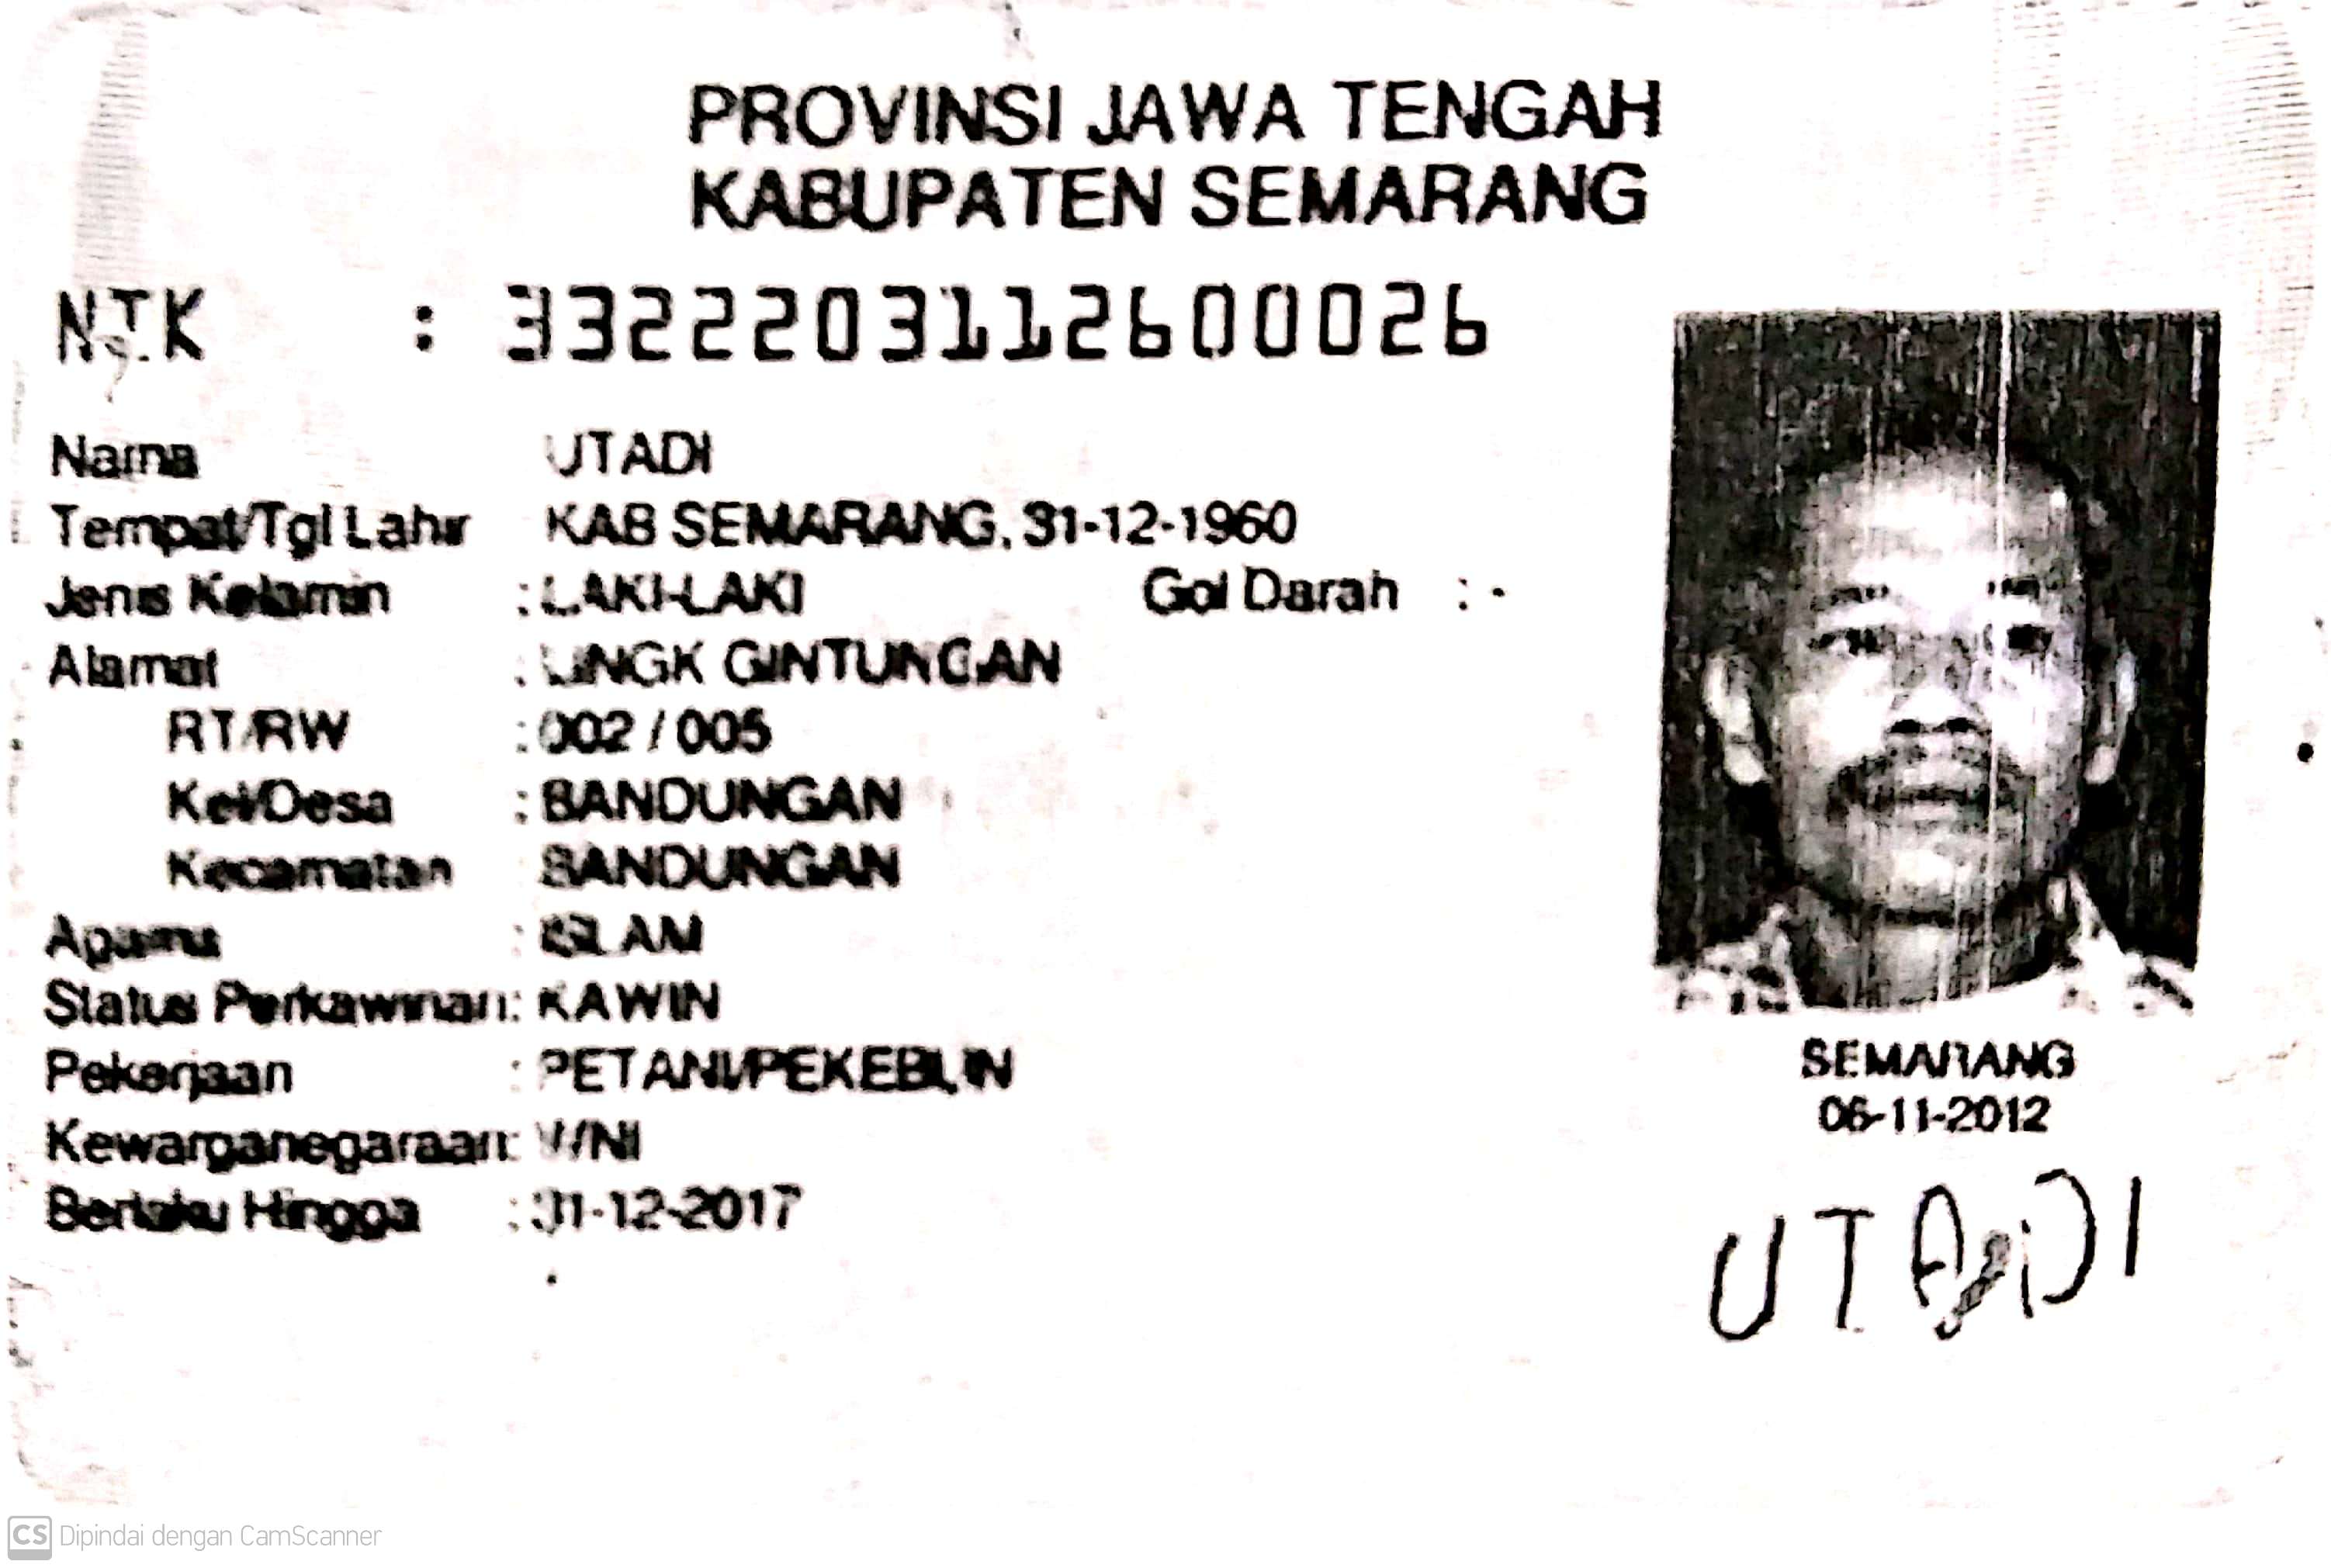 PROVINSI JAWA TENGAH
KABUPATEN SEMARANG
NIK : 3322203112600026
Nama UTADI
Tempat/Tgl Lahir KAB SEMARANG, 31-12-1960
Jenis Kelamin : LAKI-LAKI Gol Darah : -
Alamat : LINGK GINTUNGAN
RT/RW : 002 / 005
Kel/Desa : BANDUNGAN
Kecamatan : BANDUNGAN
Agama : ISLAM
Status Perkawinan: KAWIN
Pekerjaan : PETANI/PEKEBUN
Kewarganegaraan: WNI
Berlaku Hingga : 31-12-2017
SEMARANG
06-11-2012
UTADI
CS Dipindai dengan CamScanner